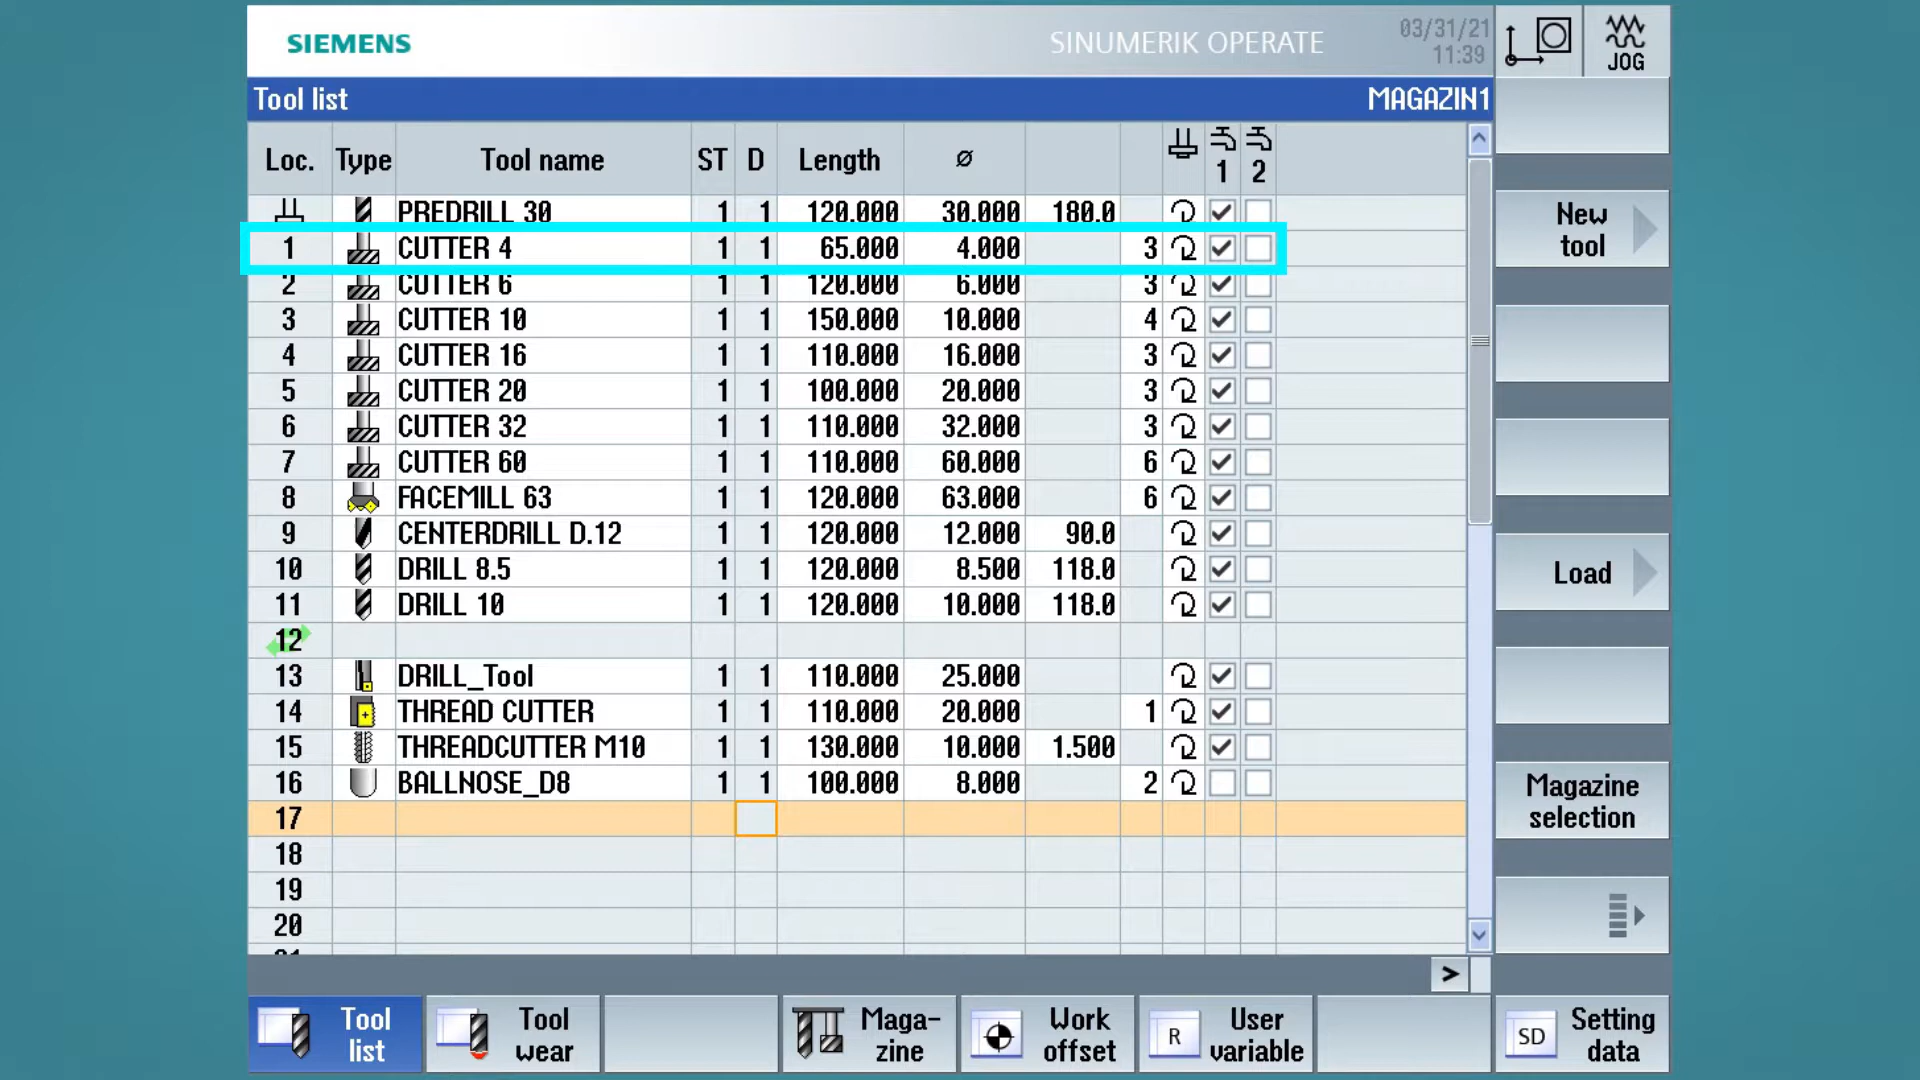 SIEMENS
SINUMERIK OPERATE
03/31/21
11:39
JOG
Tool list MAGAZIN1
Loc. Type Tool name ST D Length Ø 1 2
PREDRILL 30 1 1 120.000 30.000 180.0
1 CUTTER 4 1 1 65.000 4.000 3
2 CUTTER 6 1 1 120.000 6.000 3
3 CUTTER 10 1 1 150.000 10.000 4
4 CUTTER 16 1 1 110.000 16.000 3
5 CUTTER 20 1 1 100.000 20.000 3
6 CUTTER 32 1 1 110.000 32.000 3
7 CUTTER 60 1 1 110.000 60.000 6
8 FACEMILL 63 1 1 120.000 63.000 6
9 CENTERDRILL D.12 1 1 120.000 12.000 90.0
10 DRILL 8.5 1 1 120.000 8.500 118.0
11 DRILL 10 1 1 120.000 10.000 118.0
12
13 DRILL_Tool 1 1 110.000 25.000
14 THREAD CUTTER 1 1 110.000 20.000 1
15 THREADCUTTER M10 1 1 130.000 10.000 1.500
16 BALLNOSE_D8 1 1 100.000 8.000 2
17
18
19
20
New
tool
Load
Magazine
selection
>
Tool
list
Tool
wear
Maga-
zine
Work
offset
R
User
variable
SD
Setting
data